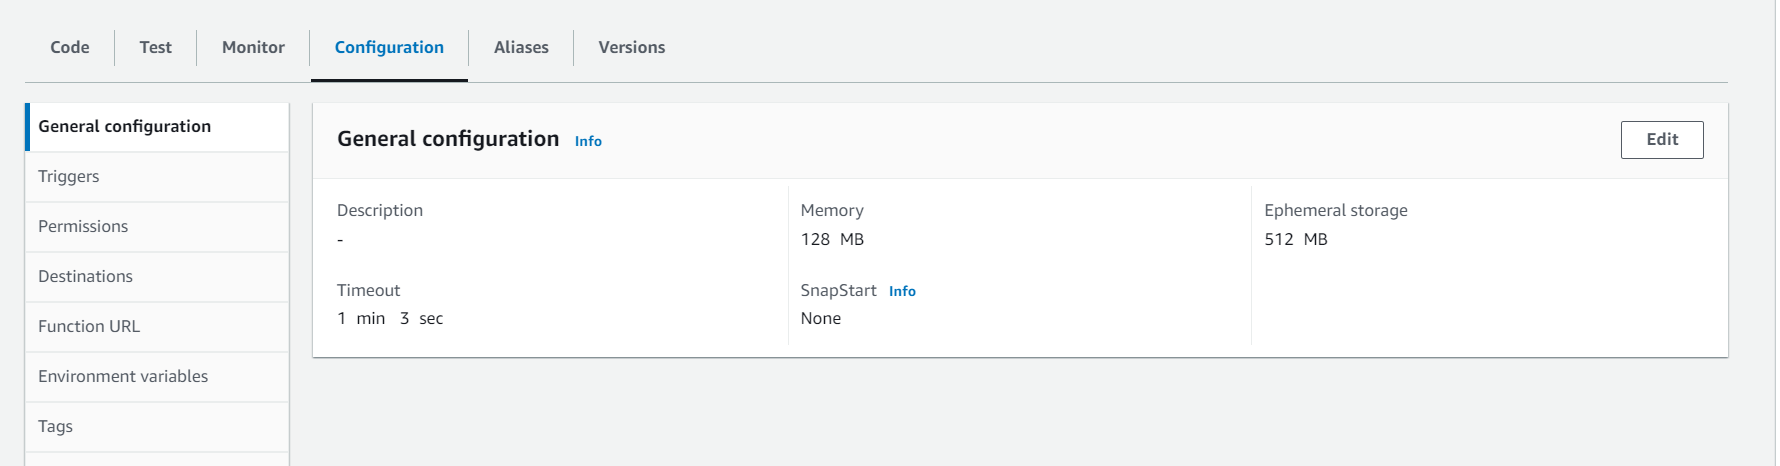 Code Test Monitor Configuration Aliases Versions
General configuration
Triggers
Permissions
Destinations
Function URL
Environment variables
Tags
General configuration Info
Edit
Description
-
Memory
128 MB
Ephemeral storage
512 MB
Timeout
1 min 3 sec
SnapStart Info
None